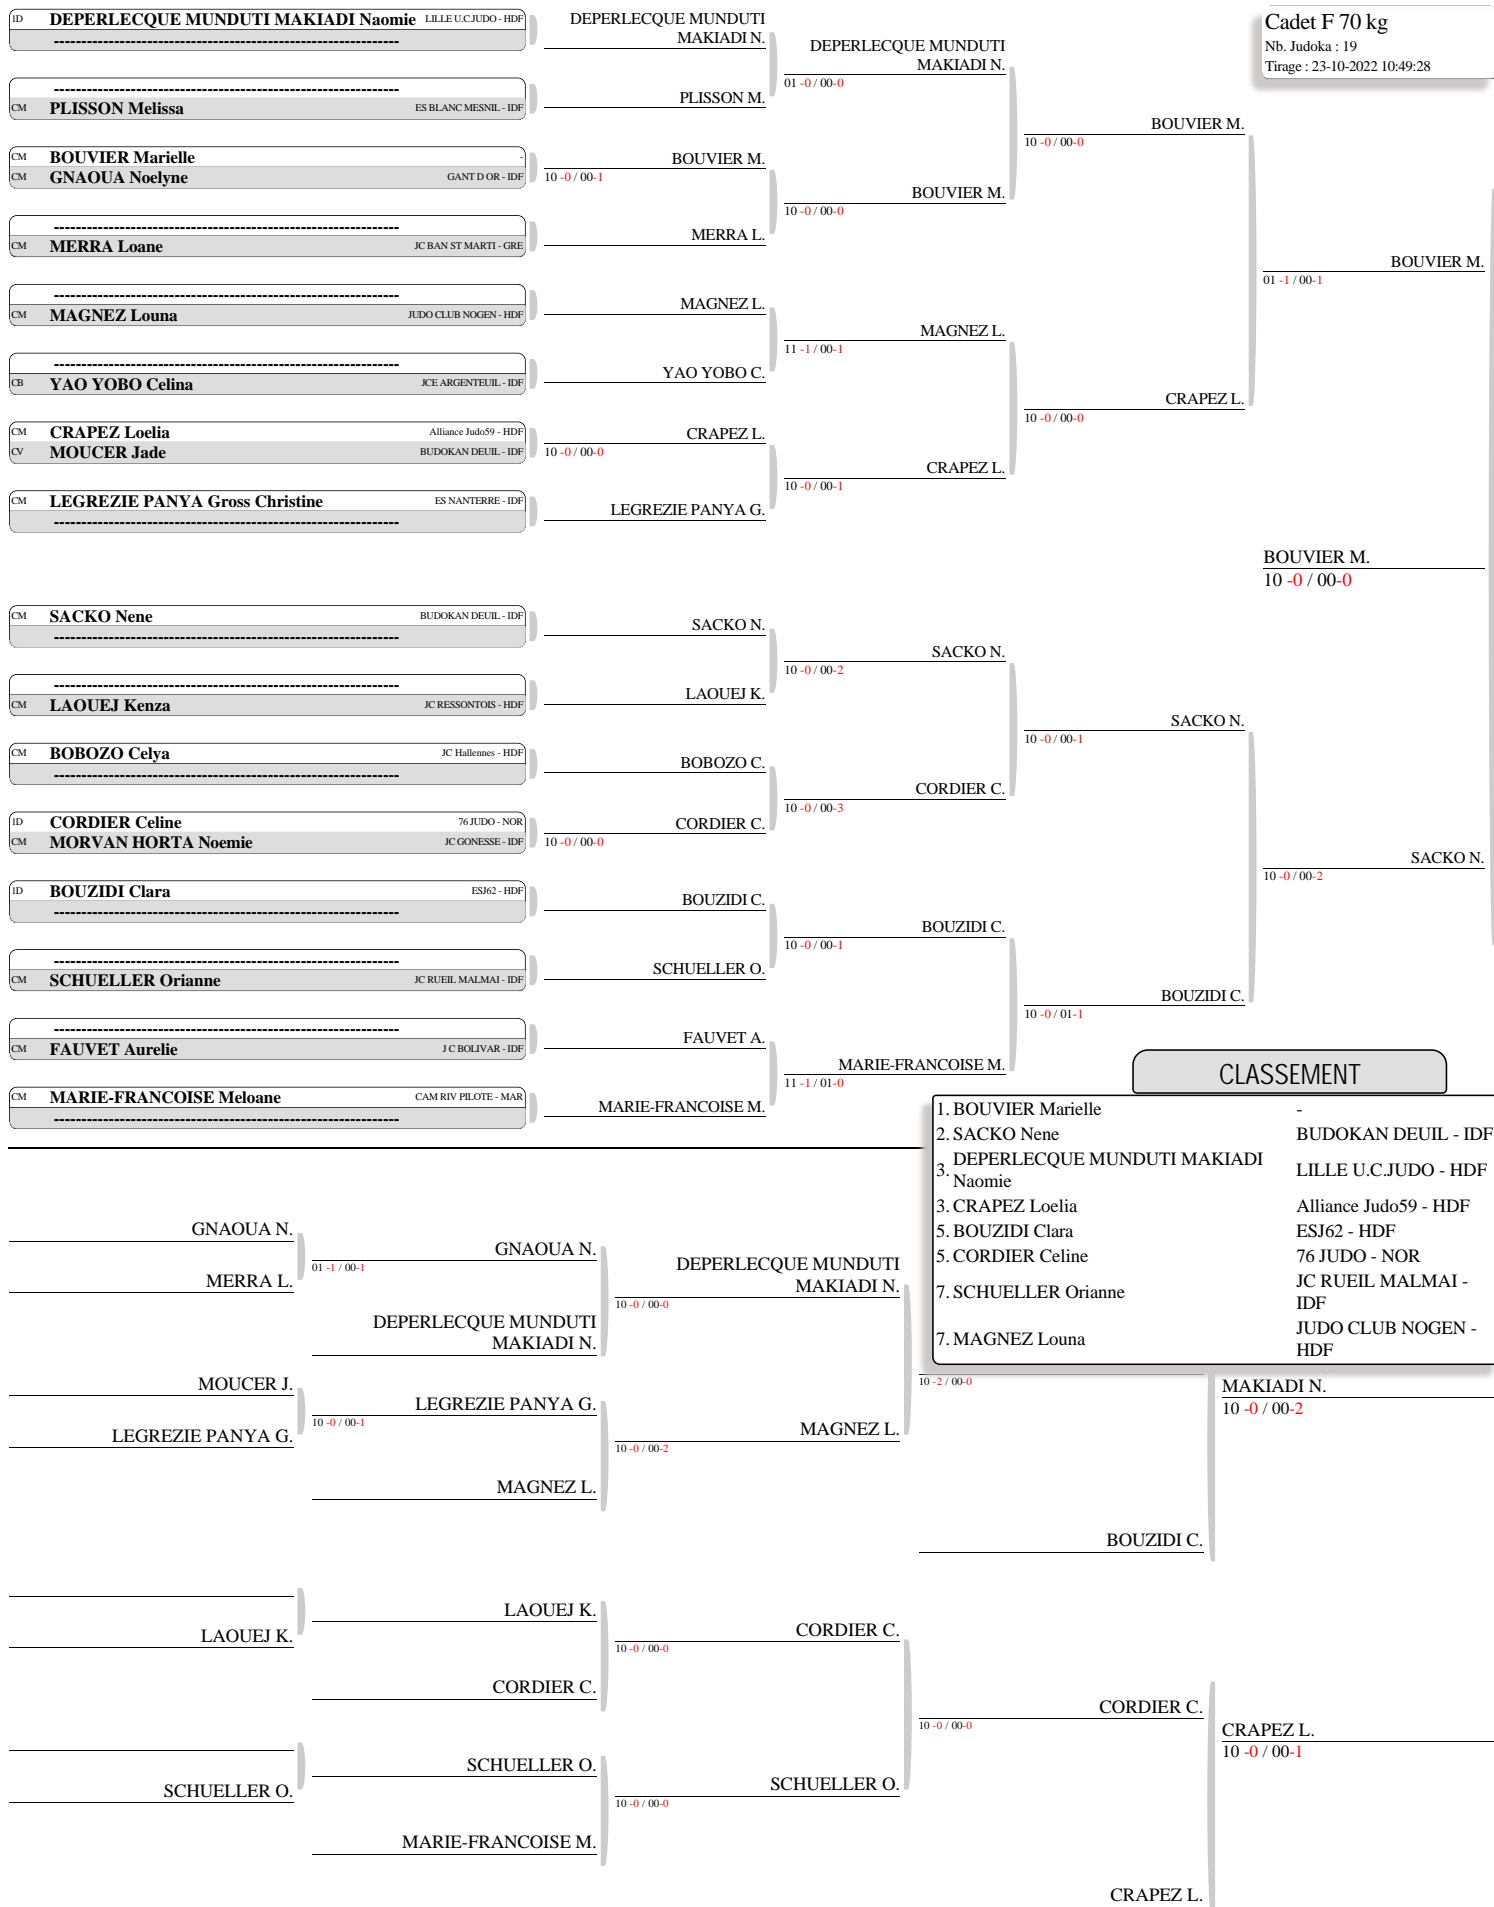 Cadet F 70 kg
Nb. Judoka : 19
Tirage : 23-10-2022 10:49:28
1D DEPERLECQUE MUNDUTI MAKIADI Naomie LILLE U.C.JUDO - HDF
----------------------------------------------------------------
----------------------------------------------------------------
CM PLISSON Melissa ES BLANC MESNIL - IDF
CM BOUVIER Marielle -
CM GNAOUA Noelyne GANT D OR - IDF
----------------------------------------------------------------
CM MERRA Loane JC BAN ST MARTI - GRE
----------------------------------------------------------------
CM MAGNEZ Louna JUDO CLUB NOGEN - HDF
----------------------------------------------------------------
CB YAO YOBO Celina JCE ARGENTEUIL - IDF
CM CRAPEZ Loelia Alliance Judo59 - HDF
CV MOUCER Jade BUDOKAN DEUIL - IDF
CM LEGREZIE PANYA Gross Christine ES NANTERRE - IDF
----------------------------------------------------------------
CM SACKO Nene BUDOKAN DEUIL - IDF
----------------------------------------------------------------
----------------------------------------------------------------
CM LAOUEJ Kenza JC RESSONTOIS - HDF
CM BOBOZO Celya JC Hallennes - HDF
----------------------------------------------------------------
1D CORDIER Celine 76 JUDO - NOR
CM MORVAN HORTA Noemie JC GONESSE - IDF
1D BOUZIDI Clara ESJ62 - HDF
----------------------------------------------------------------
----------------------------------------------------------------
CM SCHUELLER Orianne JC RUEIL MALMAI - IDF
----------------------------------------------------------------
CM FAUVET Aurelie J C BOLIVAR - IDF
CM MARIE-FRANCOISE Meloane CAM RIV PILOTE - MAR
----------------------------------------------------------------
DEPERLECQUE MUNDUTI
MAKIADI N.
PLISSON M.
BOUVIER M.
10 -0 / 00-1
MERRA L.
MAGNEZ L.
YAO YOBO C.
CRAPEZ L.
10 -0 / 00-0
LEGREZIE PANYA G.
SACKO N.
LAOUEJ K.
BOBOZO C.
CORDIER C.
10 -0 / 00-0
BOUZIDI C.
SCHUELLER O.
FAUVET A.
MARIE-FRANCOISE M.
DEPERLECQUE MUNDUTI
MAKIADI N.
01 -0 / 00-0
BOUVIER M.
10 -0 / 00-0
MAGNEZ L.
11 -1 / 00-1
CRAPEZ L.
10 -0 / 00-1
SACKO N.
10 -0 / 00-2
CORDIER C.
10 -0 / 00-3
BOUZIDI C.
10 -0 / 00-1
MARIE-FRANCOISE M.
11 -1 / 01-0
BOUVIER M.
10 -0 / 00-0
CRAPEZ L.
10 -0 / 00-0
SACKO N.
10 -0 / 00-1
BOUZIDI C.
10 -0 / 01-1
BOUVIER M.
01 -1 / 00-1
SACKO N.
10 -0 / 00-2
BOUVIER M.
10 -0 / 00-0
CLASSEMENT
1. BOUVIER Marielle -
2. SACKO Nene BUDOKAN DEUIL - IDF
3. DEPERLECQUE MUNDUTI MAKIADI
Naomie LILLE U.C.JUDO - HDF
3. CRAPEZ Loelia Alliance Judo59 - HDF
5. BOUZIDI Clara ESJ62 - HDF
5. CORDIER Celine 76 JUDO - NOR
7. SCHUELLER Orianne JC RUEIL MALMAI -
IDF
7. MAGNEZ Louna JUDO CLUB NOGEN -
HDF
GNAOUA N.
MERRA L.
MOUCER J.
LEGREZIE PANYA G.
LAOUEJ K.
SCHUELLER O.
GNAOUA N.
01 -1 / 00-1
DEPERLECQUE MUNDUTI
MAKIADI N.
LEGREZIE PANYA G.
10 -0 / 00-1
MAGNEZ L.
LAOUEJ K.
CORDIER C.
SCHUELLER O.
MARIE-FRANCOISE M.
DEPERLECQUE MUNDUTI
MAKIADI N.
10 -0 / 00-0
MAGNEZ L.
10 -0 / 00-2
CORDIER C.
10 -0 / 00-0
SCHUELLER O.
10 -0 / 00-0
10 -2 / 00-0
BOUZIDI C.
CORDIER C.
10 -0 / 00-0
CRAPEZ L.
MAKIADI N.
10 -0 / 00-2
CRAPEZ L.
10 -0 / 00-1